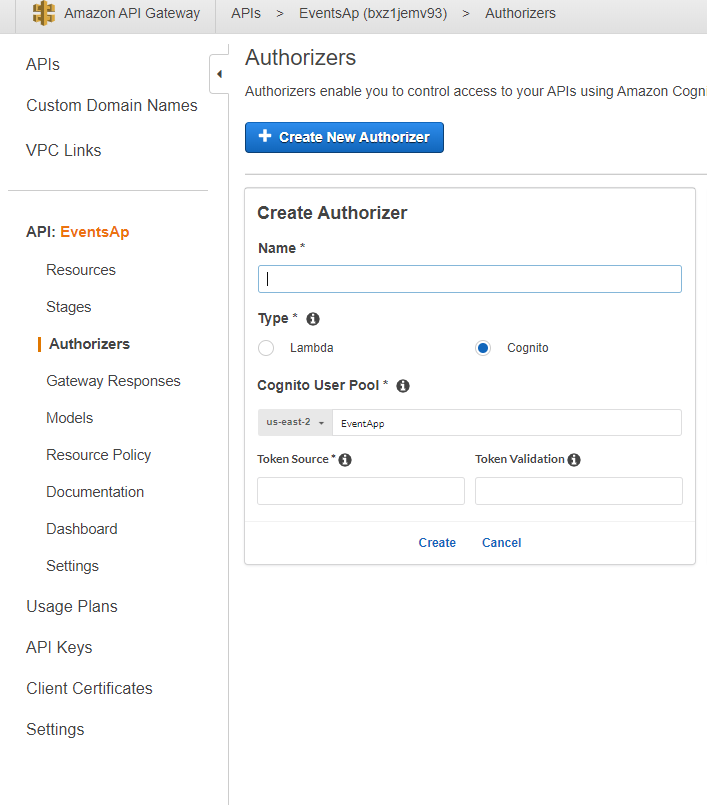 Amazon API Gateway APIs > EventsAp (bxz1jemv93) > Authorizers
APIs
Custom Domain Names
VPC Links
API: EventsAp
Resources
Stages
Authorizers
Gateway Responses
Models
Resource Policy
Documentation
Dashboard
Settings
Usage Plans
API Keys
Client Certificates
Settings
Authorizers
Authorizers enable you to control access to your APIs using Amazon Cogni
+ Create New Authorizer
Create Authorizer
Name *
Type *
Lambda Cognito
Cognito User Pool *
us-east-2 EventApp
Token Source * Token Validation
Create Cancel